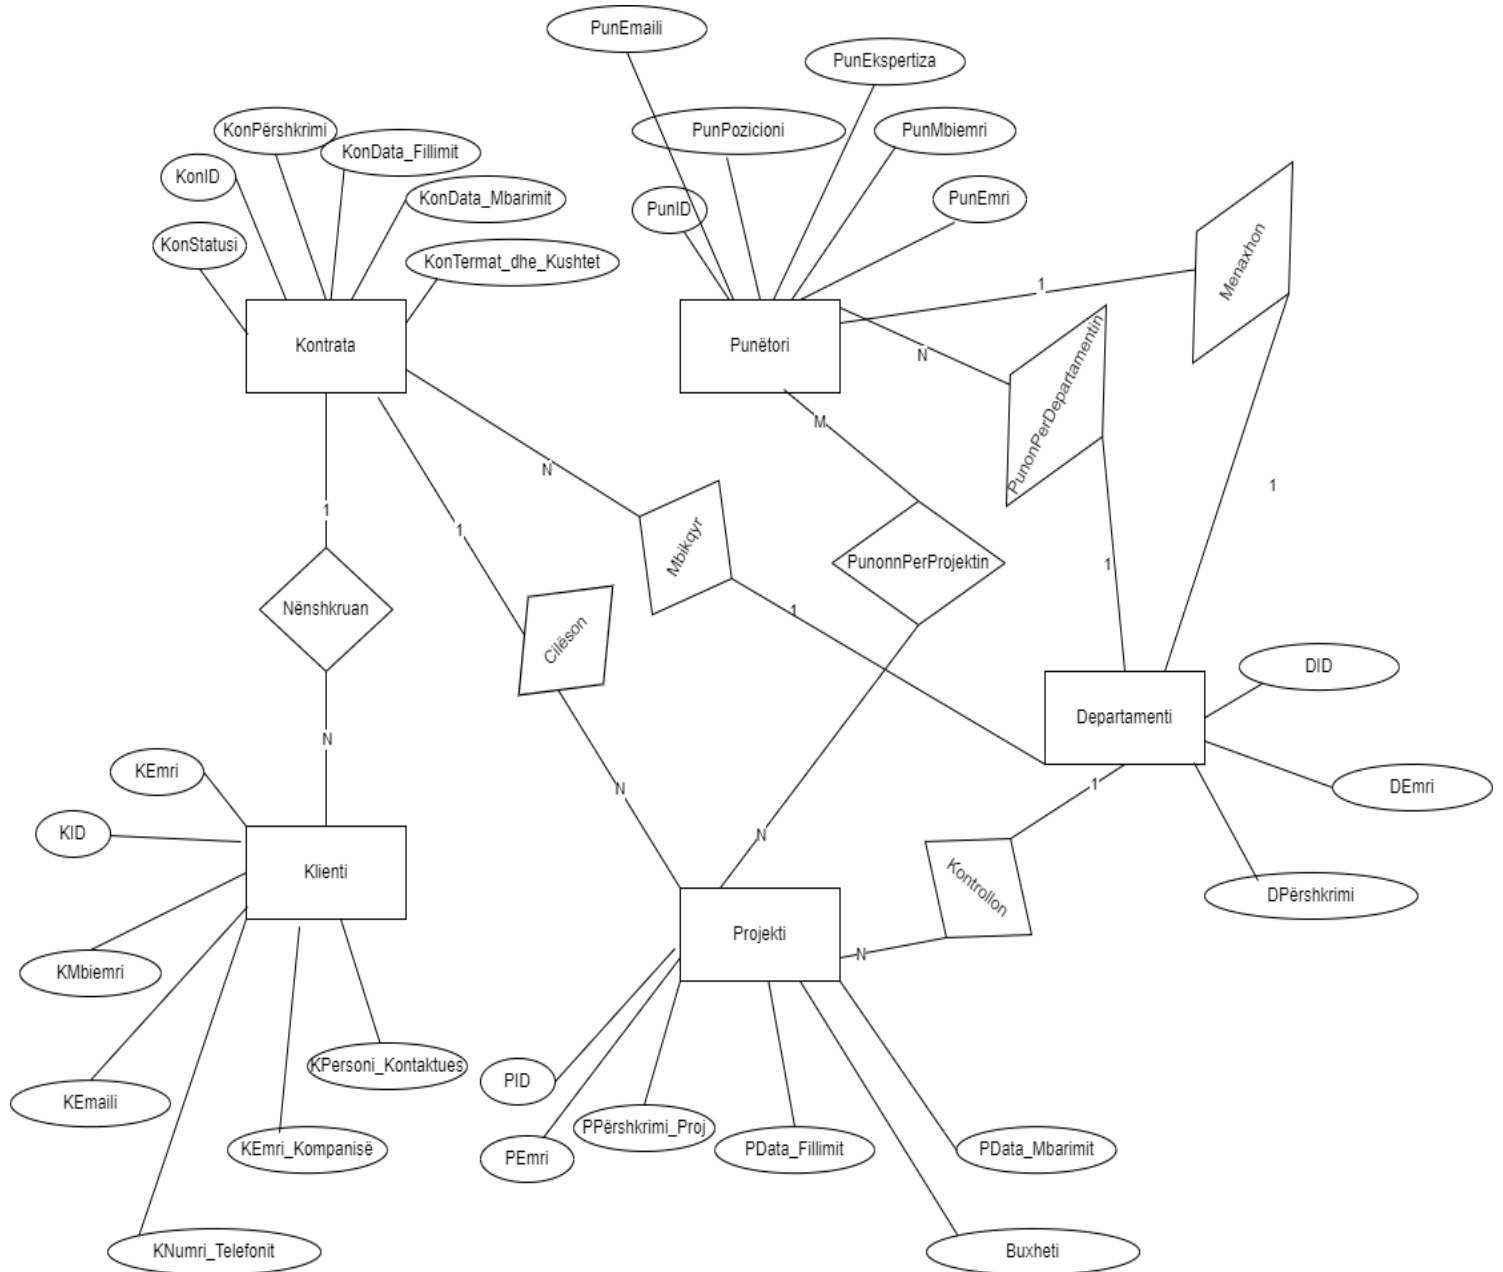 PunEmaili
PunEkspertiza
KonPërshkrimi
PunPozicioni
PunMbiemri
KonData_Fillimit
KonID
KonData_Mbarimit
PunID
PunEmri
KonStatusi
KonTermat_dhe_Kushtet
Menaxhon
1
Kontrata
Punëtori
N
PunonPerDepartamentin
M
N
1
1
1
Mbikqyr
PunonnPerProjektin
1
Nënshkruan
1
Cilëson
DID
Departamenti
N
KEmri
1
DEmri
N
KID
N
Klienti
Kontrollon
DPërshkrimi
Projekti
N
KMbiemri
KPersoni_Kontaktues
PID
KEmaili
PPërshkrimi_Proj
KEmri_Kompanisë
PEmri
PData_Fillimit
PData_Mbarimit
KNumri_Telefonit
Buxheti